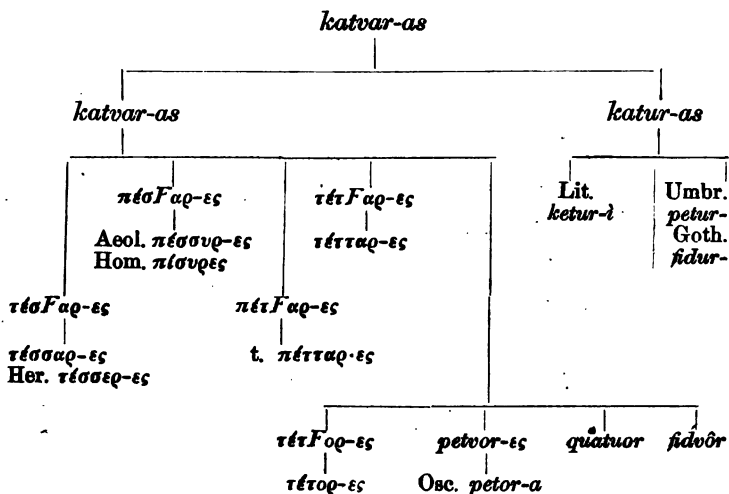 katvar-as
katvar-as katur-as
πέσϜαρ-ες τέτϜαρ-ες Lit. Umbr.
ketur-ì petur-
Aeol. πέσσυρ-ες τέτταρ-ες Goth.
Hom. πίσυρες fidur-
τέσϜαρ-ες πέτϜαρ-ες
τέσσαρ-ες t. πέτταρ-ες
Her. τέσσερ-ες
τέτϜορ-ες petvor-es quatuor fidvôr
τέτορ-ες Osc. petor-a